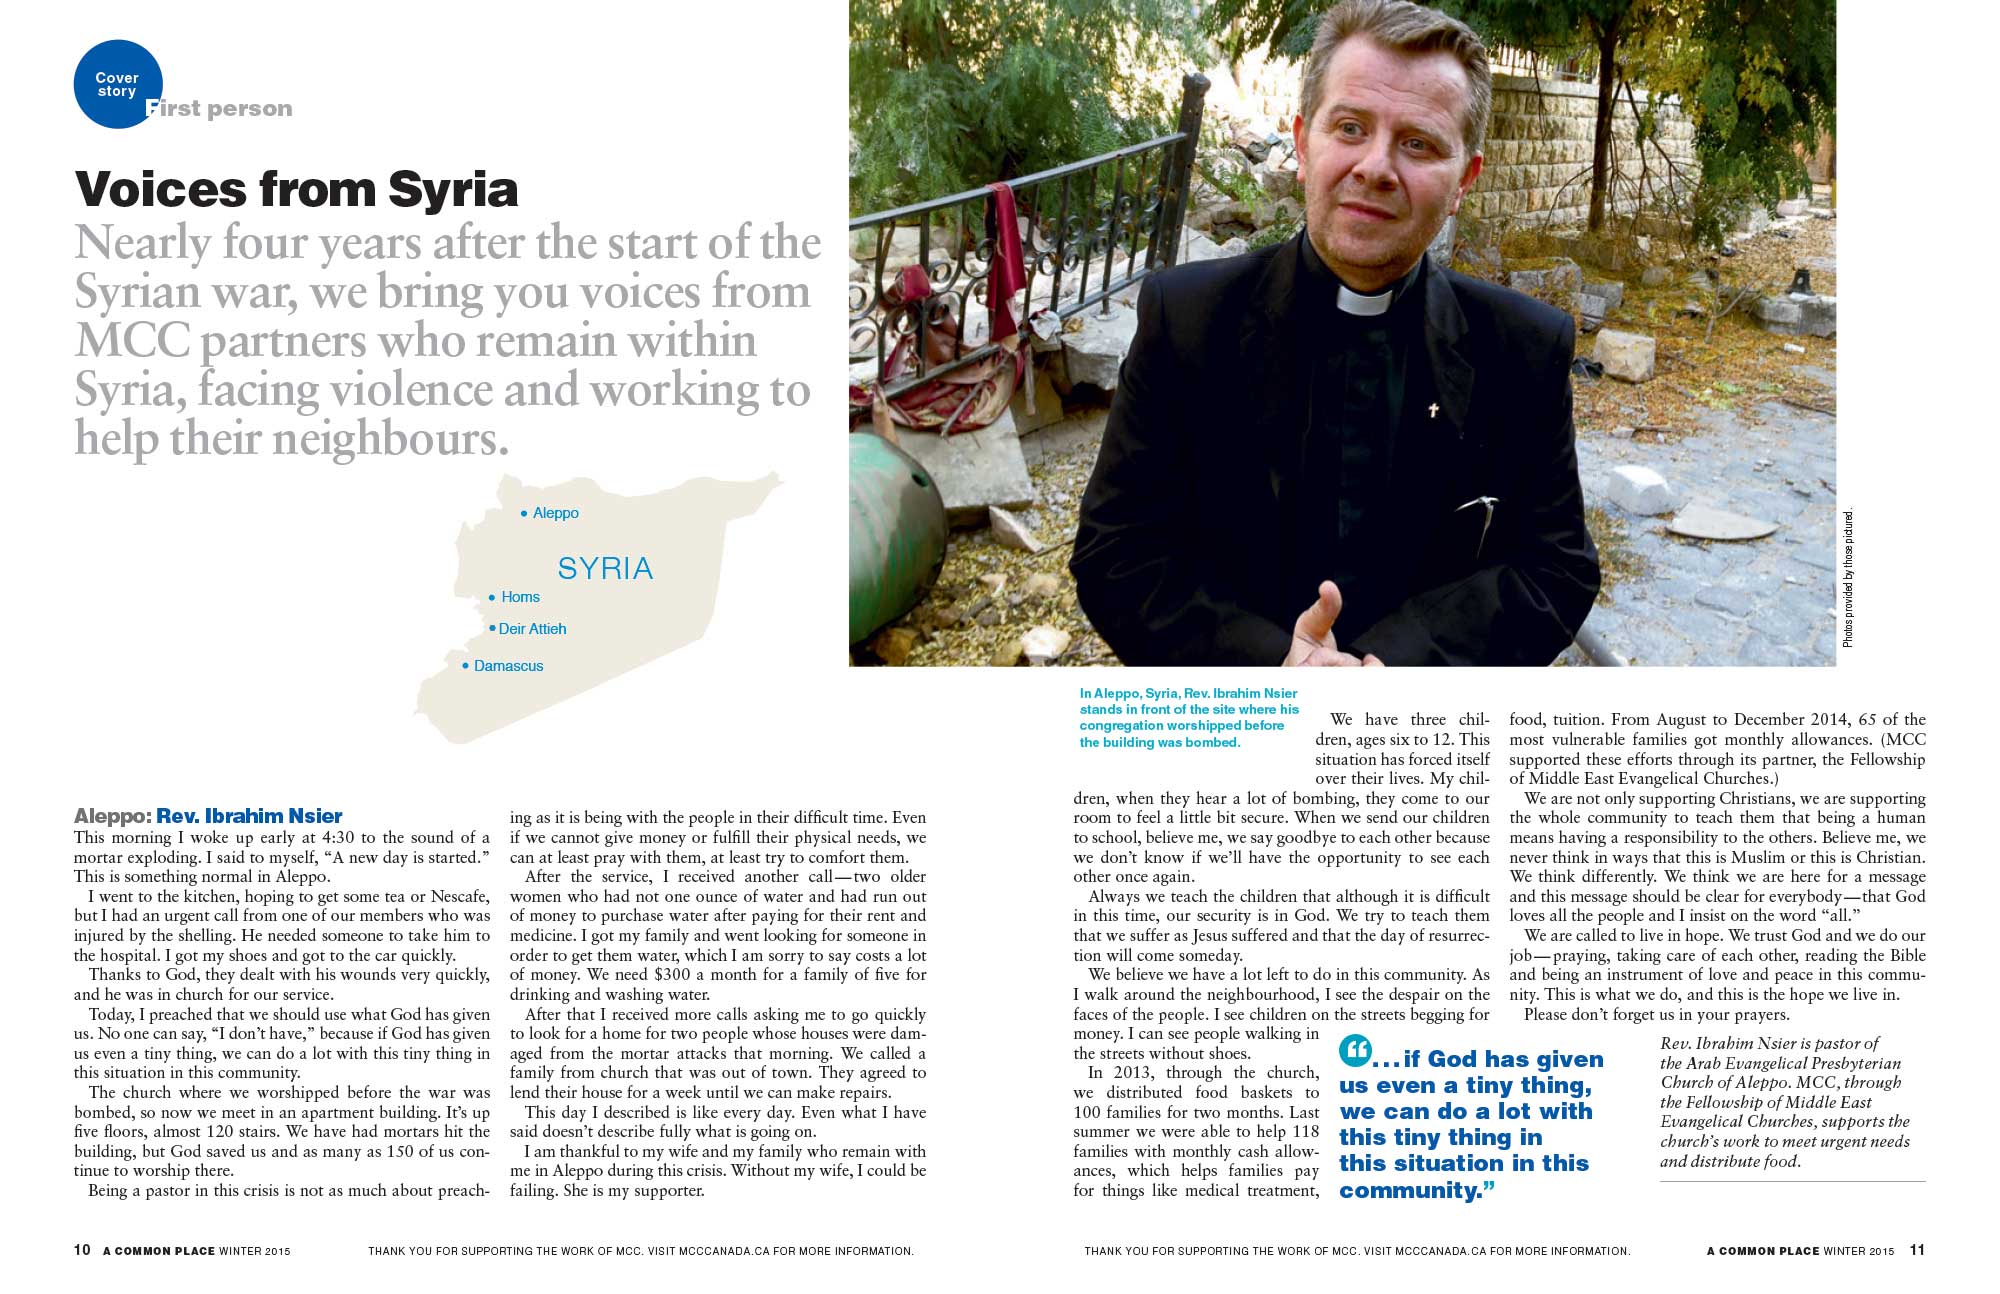 Cover
story
First person
Voices from Syria
Nearly four years after the start of the
Syrian war, we bring you voices from
MCC partners who remain within
Syria, facing violence and working to
help their neighbours.
Aleppo
SYRIA
Homs
Deir Attieh
Damascus
Photos provided by those pictured.
In Aleppo, Syria, Rev. Ibrahim Nsier
stands in front of the site where his
congregation worshipped before
the building was bombed.
Aleppo: Rev. Ibrahim Nsier
This morning I woke up early at 4:30 to the sound of a
mortar exploding. I said to myself, “A new day is started.”
This is something normal in Aleppo.
I went to the kitchen, hoping to get some tea or Nescafe,
but I had an urgent call from one of our members who was
injured by the shelling. He needed someone to take him to
the hospital. I got my shoes and got to the car quickly.
Thanks to God, they dealt with his wounds very quickly,
and he was in church for our service.
Today, I preached that we should use what God has given
us. No one can say, “I don’t have,” because if God has given
us even a tiny thing, we can do a lot with this tiny thing in
this situation in this community.
The church where we worshipped before the war was
bombed, so now we meet in an apartment building. It’s up
five floors, almost 120 stairs. We have had mortars hit the
building, but God saved us and as many as 150 of us con-
tinue to worship there.
Being a pastor in this crisis is not as much about preach-
ing as it is being with the people in their difficult time. Even
if we cannot give money or fulfill their physical needs, we
can at least pray with them, at least try to comfort them.
After the service, I received another call—two older
women who had not one ounce of water and had run out
of money to purchase water after paying for their rent and
medicine. I got my family and went looking for someone in
order to get them water, which I am sorry to say costs a lot
of money. We need $300 a month for a family of five for
drinking and washing water.
After that I received more calls asking me to go quickly
to look for a home for two people whose houses were dam-
aged from the mortar attacks that morning. We called a
family from church that was out of town. They agreed to
lend their house for a week until we can make repairs.
This day I described is like every day. Even what I have
said doesn’t describe fully what is going on.
I am thankful to my wife and my family who remain with
me in Aleppo during this crisis. Without my wife, I could be
failing. She is my supporter.
We have three chil-
dren, ages six to 12. This
situation has forced itself
over their lives. My chil-
dren, when they hear a lot of bombing, they come to our
room to feel a little bit secure. When we send our children
to school, believe me, we say goodbye to each other because
we don’t know if we’ll have the opportunity to see each
other once again.
Always we teach the children that although it is difficult
in this time, our security is in God. We try to teach them
that we suffer as Jesus suffered and that the day of resurrec-
tion will come someday.
We believe we have a lot left to do in this community. As
I walk around the neighbourhood, I see the despair on the
faces of the people. I see children on the streets begging for
money. I can see people walking in
the streets without shoes.
In 2013, through the church,
we distributed food baskets to
100 families for two months. Last
summer we were able to help 118
families with monthly cash allow-
ances, which helps families pay
for things like medical treatment,
food, tuition. From August to December 2014, 65 of the
most vulnerable families got monthly allowances. (MCC
supported these efforts through its partner, the Fellowship
of Middle East Evangelical Churches.)
We are not only supporting Christians, we are supporting
the whole community to teach them that being a human
means having a responsibility to the others. Believe me, we
never think in ways that this is Muslim or this is Christian.
We think differently. We think we are here for a message
and this message should be clear for everybody—that God
loves all the people and I insist on the word “all.”
We are called to live in hope. We trust God and we do our
job—praying, taking care of each other, reading the Bible
and being an instrument of love and peace in this commu-
nity. This is what we do, and this is the hope we live in.
Please don’t forget us in your prayers.
“...if God has given
us even a tiny thing,
we can do a lot with
this tiny thing in
this situation in this
community.”
Rev. Ibrahim Nsier is pastor of
the Arab Evangelical Presbyterian
Church of Aleppo. MCC, through
the Fellowship of Middle East
Evangelical Churches, supports the
church’s work to meet urgent needs
and distribute food.
10 A COMMON PLACE WINTER 2015
THANK YOU FOR SUPPORTING THE WORK OF MCC. VISIT MCCCANADA.CA FOR MORE INFORMATION.
THANK YOU FOR SUPPORTING THE WORK OF MCC. VISIT MCCCANADA.CA FOR MORE INFORMATION.
A COMMON PLACE WINTER 2015 11